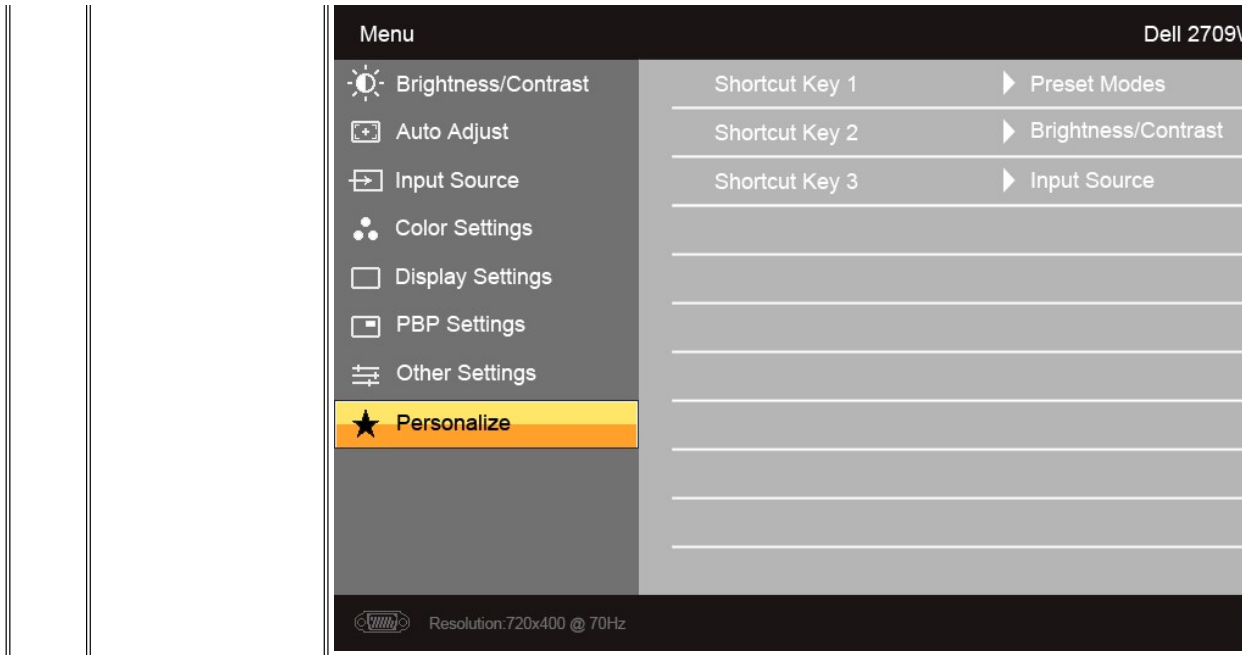 Menu Dell 2709W
Brightness/Contrast Shortcut Key 1 Preset Modes
Auto Adjust Shortcut Key 2 Brightness/Contrast
Input Source Shortcut Key 3 Input Source
Color Settings
Display Settings
PBP Settings
Other Settings
Personalize
Resolution:720x400 @ 70Hz